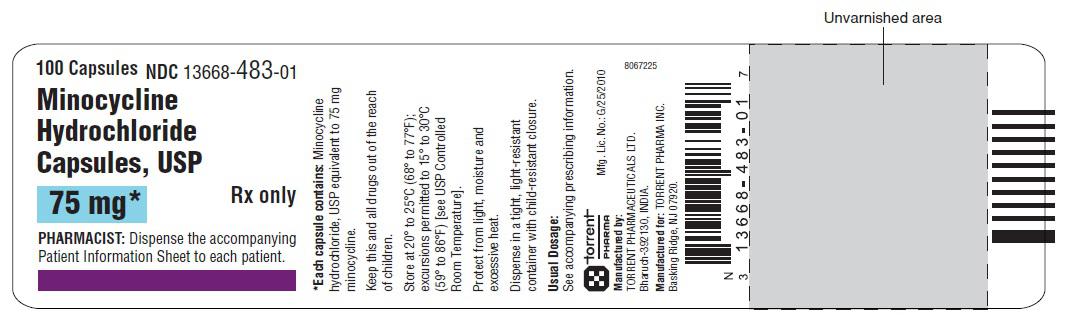 Unvarnished area
100 Capsules NDC 13668-483-01
Minocycline
Hydrochloride
Capsules, USP
75 mg*
Rx only
PHARMACIST: Dispense the accompanying
Patient Information Sheet to each patient.
*Each capsule contains: Minocycline
hydrochloride, USP equivalent to 75 mg
minocycline.
Keep this and all drugs out of the reach
of children.
Store at 20° to 25°C (68° to 77°F);
excursions permitted to 15° to 30°C
(59° to 86°F) [see USP Controlled
Room Temperature].
Protect from light, moisture and
excessive heat.
Dispense in a tight, light-resistant
container with child-resistant closure.
Usual Dosage:
See accompanying prescribing information.
torrent
PHARMA
Mfg. Lic. No.: G/25/2010
Manufactured by:
TORRENT PHARMACEUTICALS LTD.
Bharuch-392130, INDIA.
Manufactured for: TORRENT PHARMA INC.
Basking Ridge, NJ 07920.
8067225
N
3 13668-483-01 7